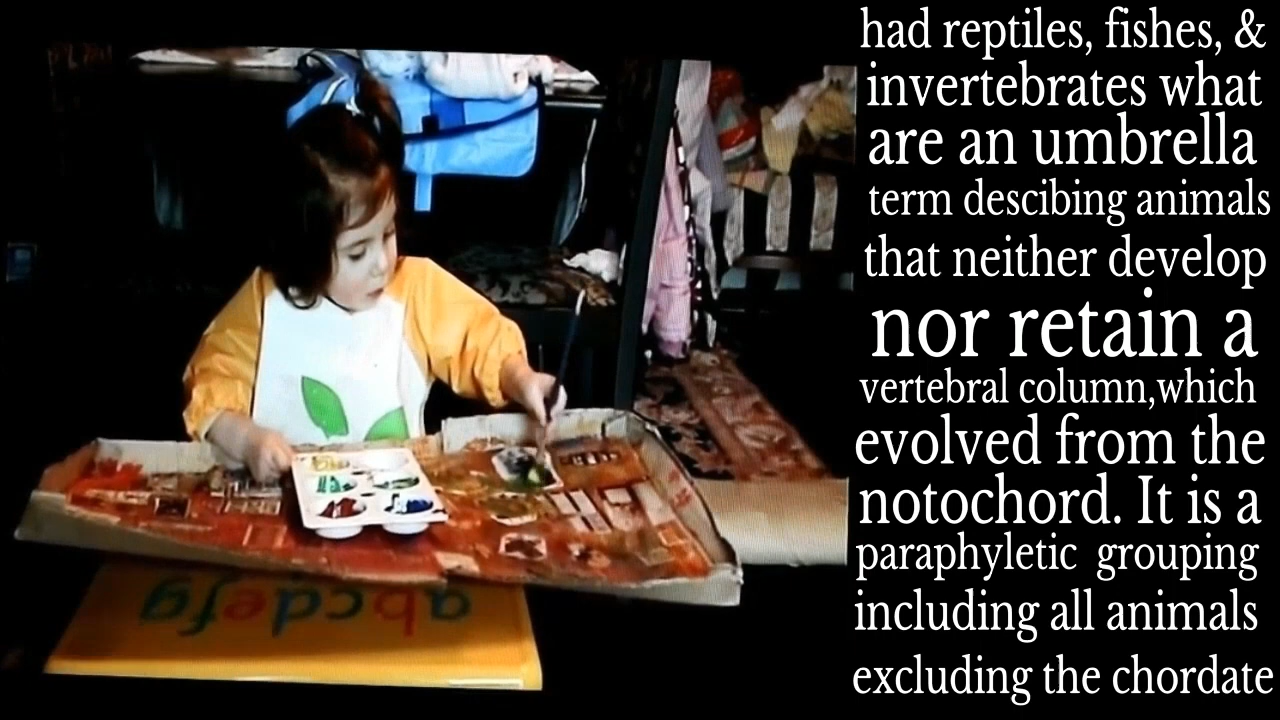 had reptiles, fishes, &
invertebrates what
are an umbrella
term descibing animals
that neither develop
nor retain a
vertebral column,which
evolved from the
notochord. It is a
paraphyletic grouping
including all animals
excluding the chordate
abcdefg